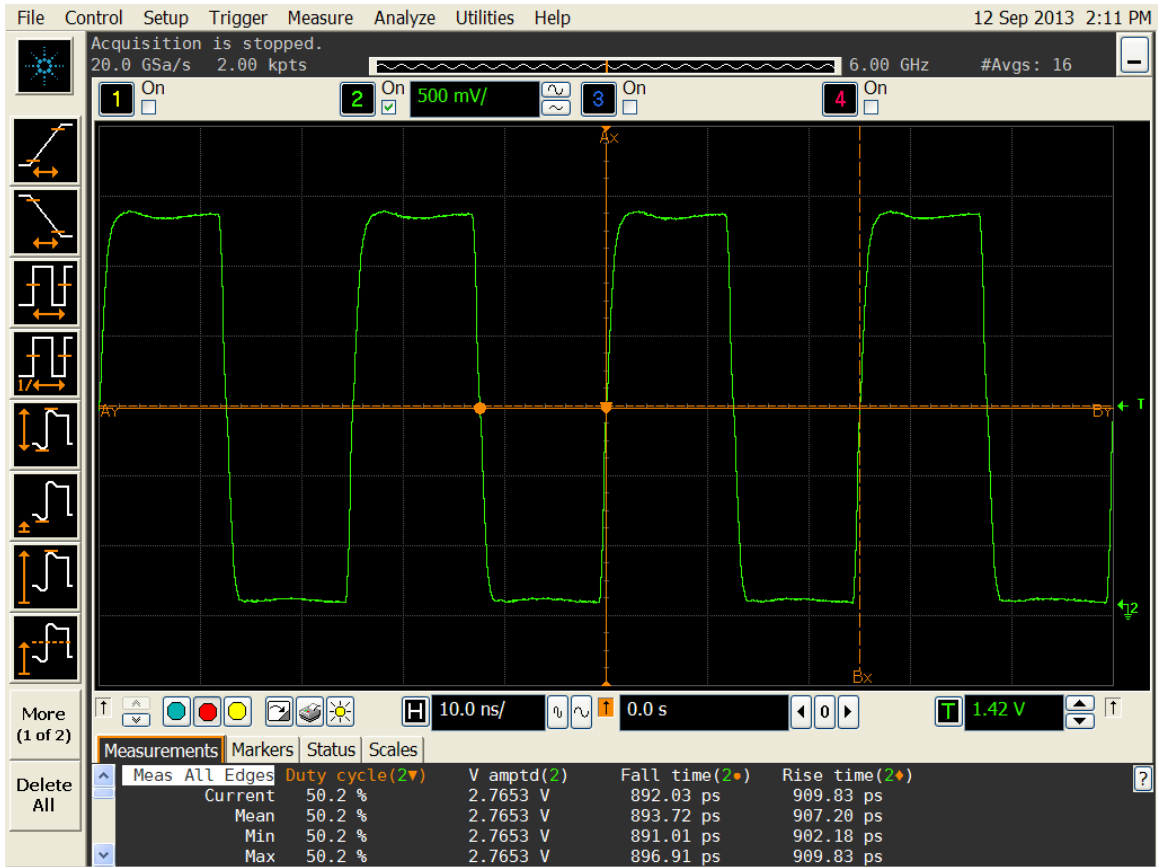 File Control Setup Trigger Measure Analyze Utilities Help 12 Sep 2013 2:11 PM
Acquisition is stopped.
20.0 GSa/s 2.00 kpts 6.00 GHz #Avgs: 16
1 On 2 On 500 mV/ 3 On 4 On
Ax
AY BY T
1/
2
Bx
More
(1 of 2)
Delete
All
H 10.0 ns/ 0.0 s 0 T 1.42 V
Measurements Markers Status Scales
Meas All Edges Duty cycle(2▼) V amptd(2) Fall time(2●) Rise time(2♦) ?
Current 50.2 % 2.7653 V 892.03 ps 909.83 ps
Mean 50.2 % 2.7653 V 893.72 ps 907.20 ps
Min 50.2 % 2.7653 V 891.01 ps 902.18 ps
Max 50.2 % 2.7653 V 896.91 ps 909.83 ps